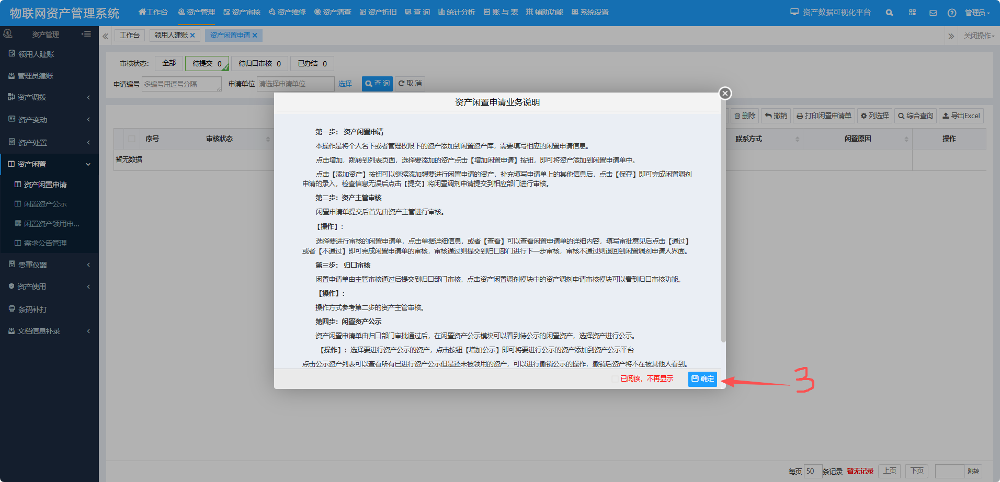 物联网资产管理系统 工作台 资产管理 资产审核 资产维修 资产清查 资产折旧 查 询 统计分析 账 与 表 辅助功能 系统设置 资产数据可视化平台 管理员
资产管理
工作台 领用人建账 资产闲置申请 关闭操作
领用人建账
管理员建账
资产调拨
资产变动
资产处置
资产闲置
资产闲置申请
闲置资产公示
闲置资产领用申...
需求公告管理
贵重仪器
资产使用
条码补打
文档信息补录
审核状态: 全部 待提交 0 待归口审核 0 已办结 0
申请编号 多编号用逗号分隔 申请单位 请选择申请单位 选择 查 询 取 消
删除 撤销 打印闲置申请单 列选择 综合查询 导出Excel
序号 审核状态 联系方式 闲置原因 操作
暂无数据
资产闲置申请业务说明
第一步： 资产闲置申请
本操作是将个人名下或者管理权限下的资产添加到闲置资产库，需要填写相应的闲置申请信息。
点击增加，跳转到列表页面，选择要添加的资产点击【增加闲置申请】按钮，即可将资产添加到闲置申请单中。
点击【添加资产】按钮可以继续添加想要进行闲置申请的资产，补充填写申请单上的其他信息后，点击【保存】即可完成闲置调剂
申请的录入，检查信息无误后点击【提交】将闲置调剂申请提交到相应部门进行审核。
第二步：资产主管审核
闲置申请单提交后首先由资产主管进行审核。
【操作】:
选择要进行审核的闲置申请单，点击单据详细信息，或者【查看】可以查看闲置申请单的详细内容，填写审批意见后点击【通过】
或者【不通过】即可完成闲置申请单的审核，审核通过则提交到归口部门进行下一步审核，审核不通过则退回到闲置调剂申请人界面。
第三步： 归口审核
闲置申请单由主管审核通过后提交到归口部门审核，点击资产闲置调剂模块中的资产调剂申请审核模块可以看到归口审核功能。
【操作】:
操作方式参考第二步的资产主管审核。
第四步：闲置资产公示
资产闲置申请单由归口部门审批通过后，在闲置资产公示模块可以看到待公示的闲置资产，选择资产进行公示。
【操作】: 选择要进行资产公示的资产，点击按钮【增加公示】即可将要进行公示的资产添加到资产公示平台
点击公示资产列表可以查看所有已进行资产公示但是还未被领用的资产，可以进行撤销公示的操作，撤销后资产将不在被其他人看到。
已阅读，不再显示 确定
3
每页 50 条记录 暂无记录 上页 下页 跳转